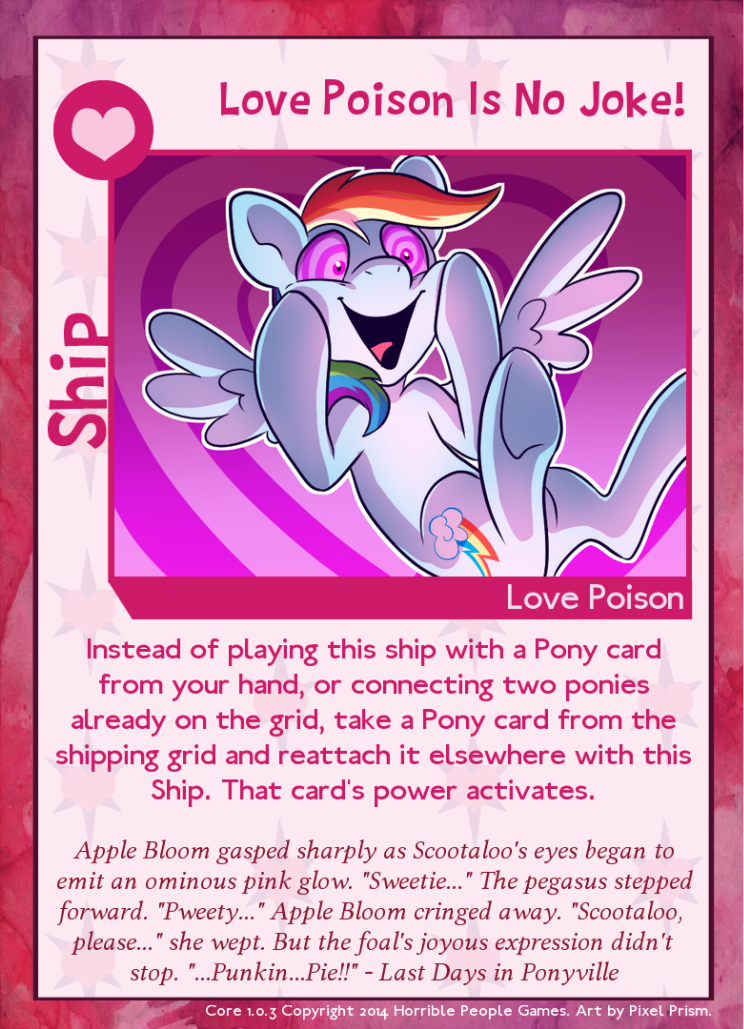 Love Poison Is No Joke!
Ship
Love Poison
Instead of playing this ship with a Pony card
from your hand, or connecting two ponies
already on the grid, take a Pony card from the
shipping grid and reattach it elsewhere with this
Ship. That card's power activates.
Apple Bloom gasped sharply as Scootaloo's eyes began to
emit an ominous pink glow. "Sweetie..." The pegasus stepped
forward. "Pweety..." Apple Bloom cringed away. "Scootaloo,
please..." she wept. But the foal's joyous expression didn't
stop. "...Punkin...Pie!!" - Last Days in Ponyville
Core 1.0.3 Copyright 2014 Horrible People Games. Art by Pixel Prism.